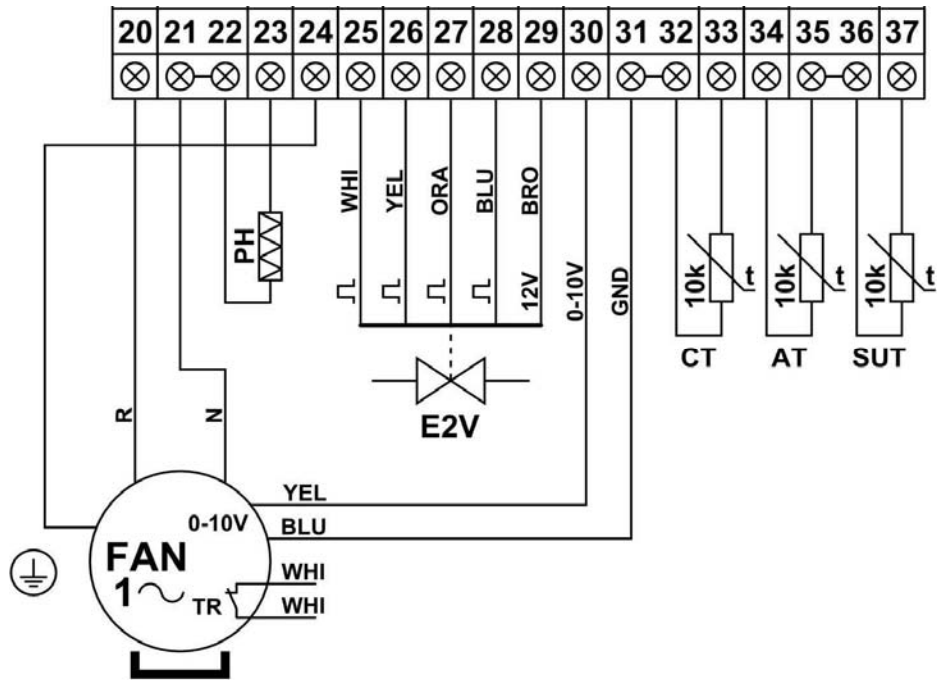 20 21 22 23 24 25 26 27 28 29 30 31 32 33 34 35 36 37
WHI
YEL
ORA
BLU
BRO
PH
12V
0-10V
GND
10k
t
10k
t
10k
t
CT
AT
SUT
E2V
R
N
YEL
0-10V
BLU
FAN
1
WHI
TR
WHI